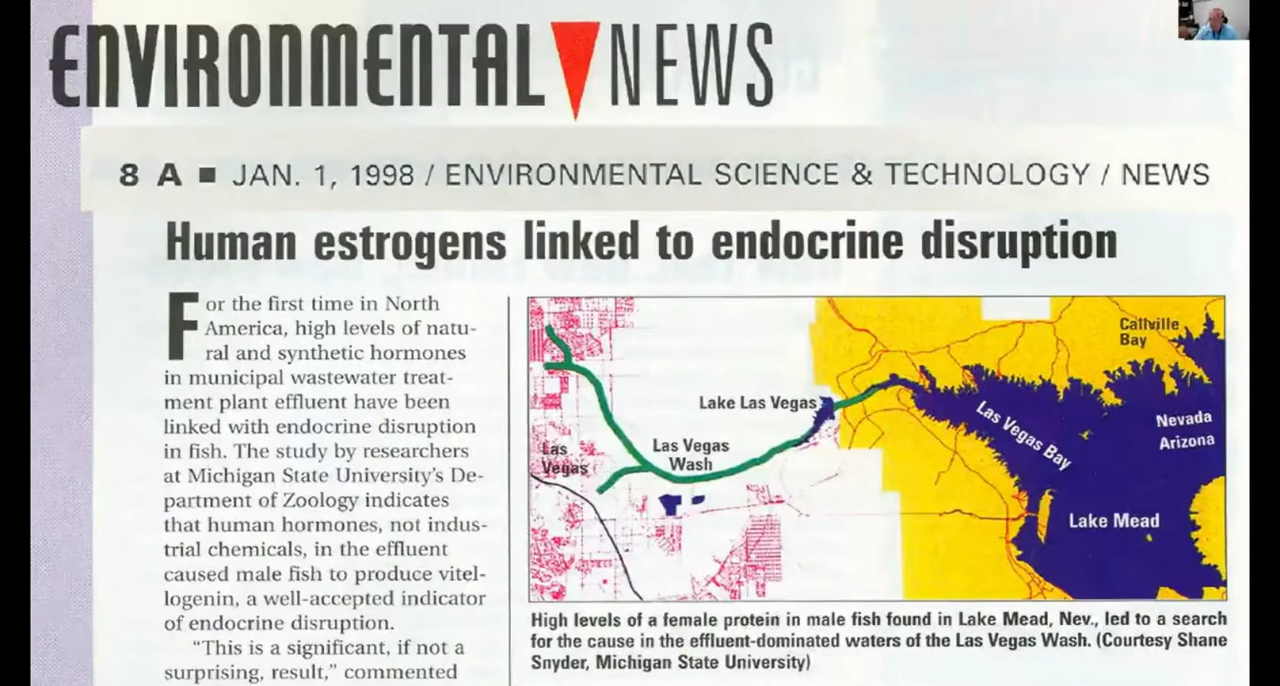 ENVIRONMENTAL NEWS
8 A ■ JAN. 1, 1998 / ENVIRONMENTAL SCIENCE & TECHNOLOGY / NEWS
Human estrogens linked to endocrine disruption
For the first time in North
America, high levels of natu-
ral and synthetic hormones
in municipal wastewater treat-
ment plant effluent have been
linked with endocrine disruption
in fish. The study by researchers
at Michigan State University's De-
partment of Zoology indicates
that human hormones, not indus-
trial chemicals, in the effluent
caused male fish to produce vitel-
logenin, a well-accepted indicator
of endocrine disruption.
"This is a significant, if not a
surprising, result," commented
Callville
Bay
Lake Las Vegas
Las Vegas Bay
Nevada
Arizona
Las
Vegas
Las Vegas
Wash
Lake Mead
High levels of a female protein in male fish found in Lake Mead, Nev., led to a search
for the cause in the effluent-dominated waters of the Las Vegas Wash. (Courtesy Shane
Snyder, Michigan State University)